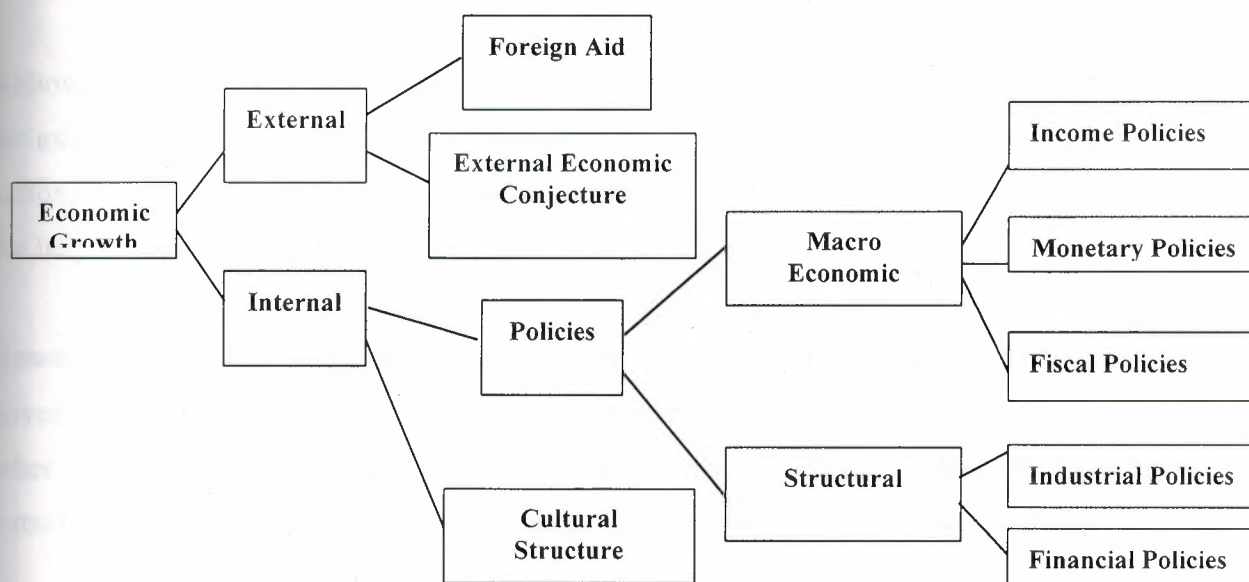 Foreign Aid
External
Income Policies
External Economic
Conjecture
Economic
Growth
Macro
Economic
Monetary Policies
Internal
Policies
Fiscal Policies
Structural
Industrial Policies
Cultural
Structure
Financial Policies